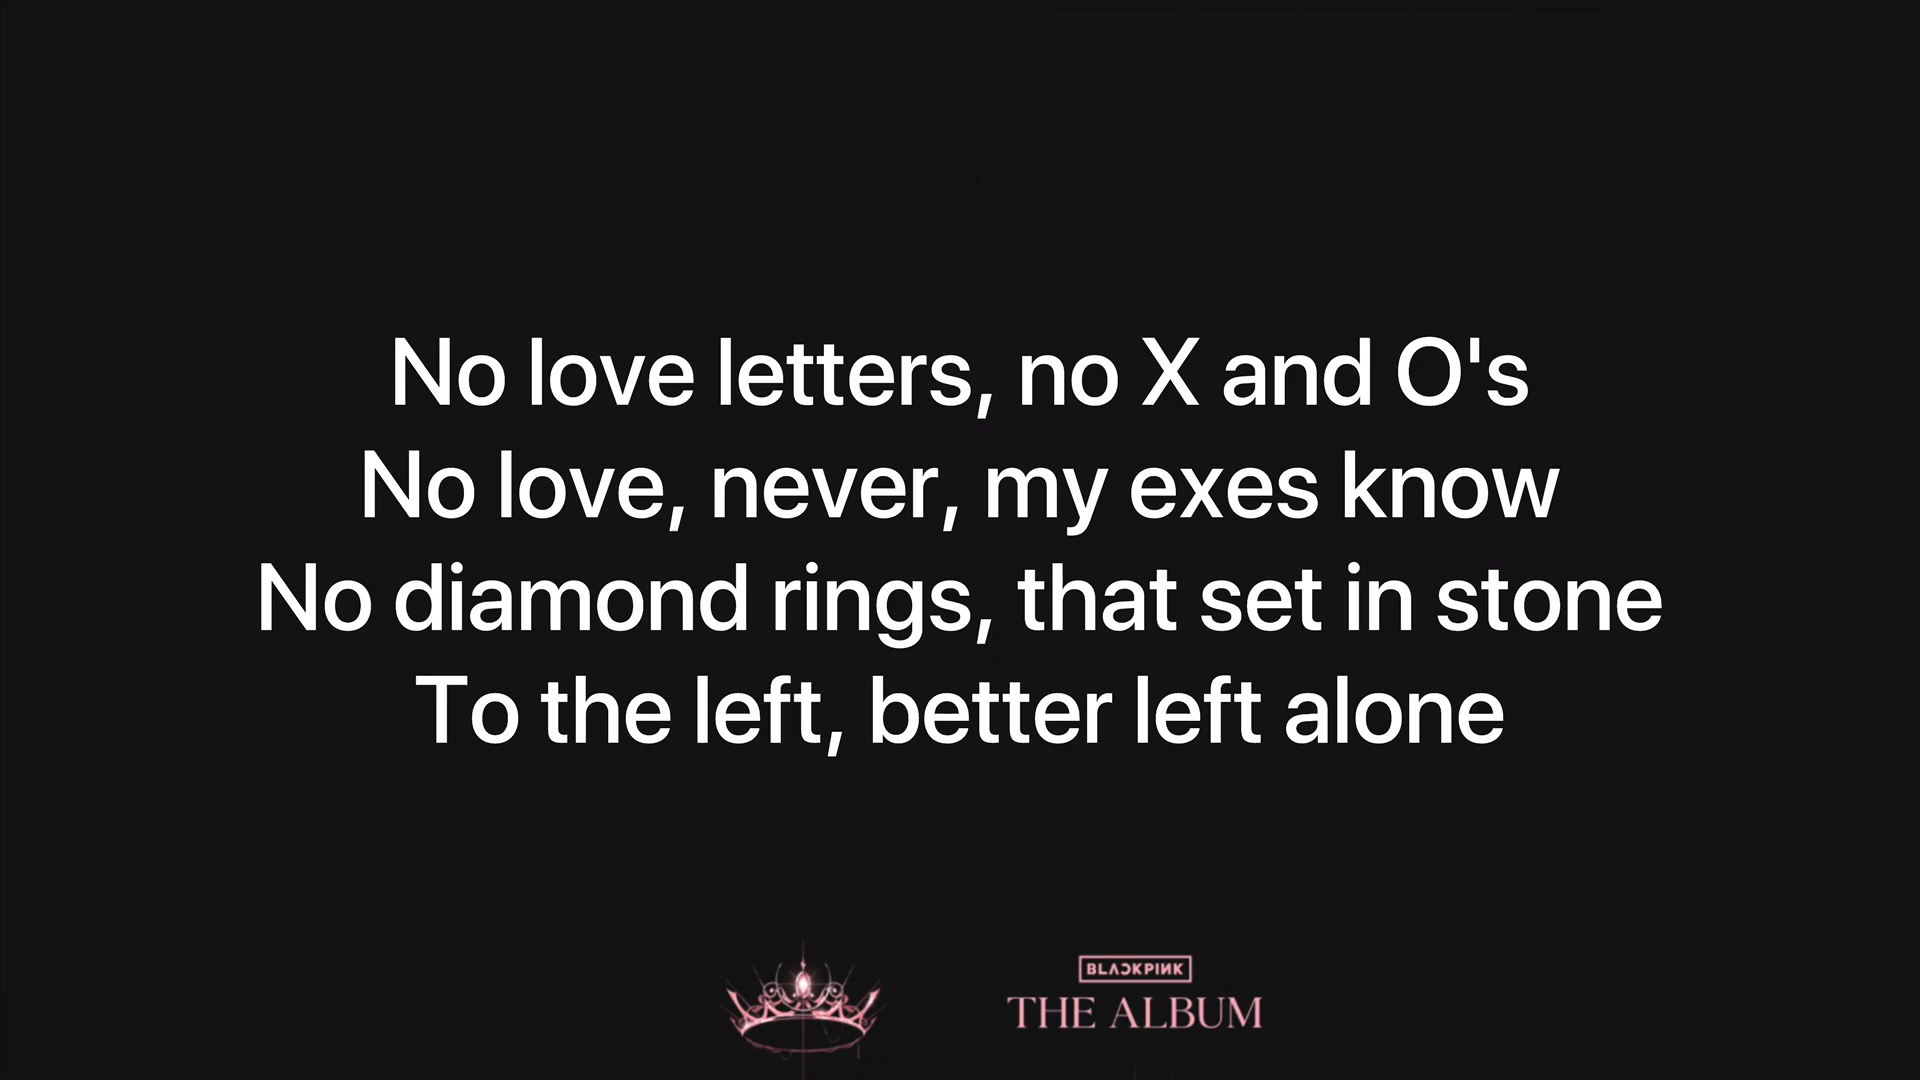 No love letters, no X and O's
No love, never, my exes know
No diamond rings, that set in stone
To the left, better left alone
BLACKPINK
THE ALBUM